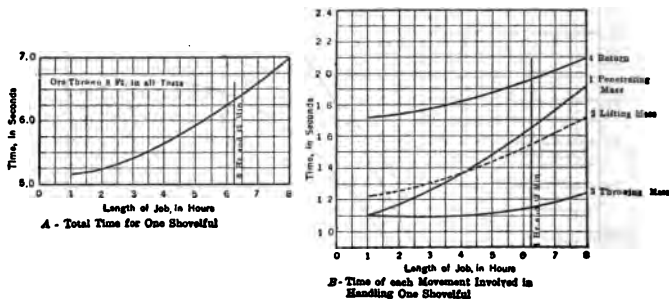 7.0
6.0
5.0
Time, in Seconds
Ore Thrown 8 Ft. in all Tests
0 1 2 3 4 5 6 7 8
Length of Job, in Hours
A - Total Time for One Shovelful
2.4
2.2
2 0
1 8
1 6
1 4
1 2
1 0
Time, in Seconds
4 Return
1 Penetrating
Mass
2 Lifting Mass
3 Throwing Mass
0 1 2 3 4 5 6 7 8
Length of Job, in Hours
B - Time of each Movement Involved in
Handling One Shovelful